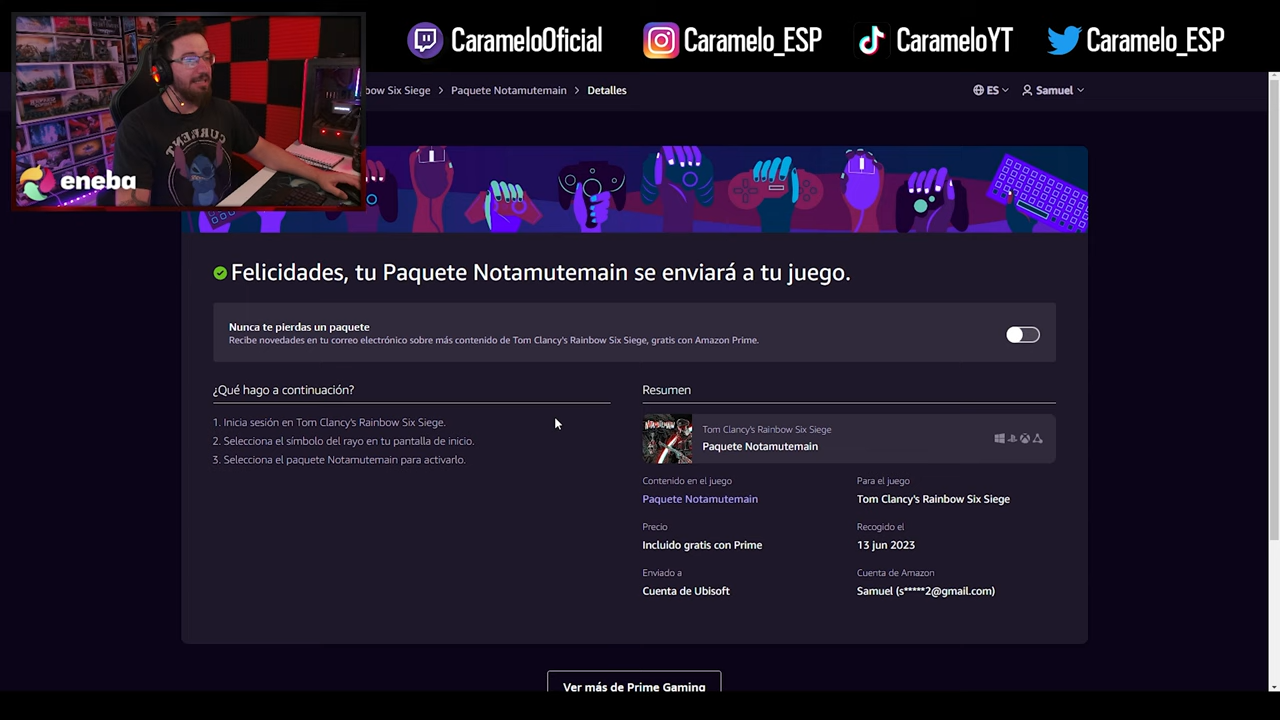 CarameloOficial
Caramelo_ESP
CarameloYT
Caramelo_ESP
bow Six Siege > Paquete Notamutemain > Detalles
ES
Samuel
CURRENT
eneba
Felicidades, tu Paquete Notamutemain se enviará a tu juego.
Nunca te pierdas un paquete
Recibe novedades en tu correo electrónico sobre más contenido de Tom Clancy's Rainbow Six Siege, gratis con Amazon Prime.
¿Qué hago a continuación?
1. Inicia sesión en Tom Clancy's Rainbow Six Siege.
2. Selecciona el símbolo del rayo en tu pantalla de inicio.
3. Selecciona el paquete Notamutemain para activarlo.
Resumen
Tom Clancy's Rainbow Six Siege
Paquete Notamutemain
Contenido en el juego
Paquete Notamutemain
Para el juego
Tom Clancy's Rainbow Six Siege
Precio
Incluido gratis con Prime
Recogido el
13 jun 2023
Enviado a
Cuenta de Ubisoft
Cuenta de Amazon
Samuel (s*****2@gmail.com)
Ver más de Prime Gaming